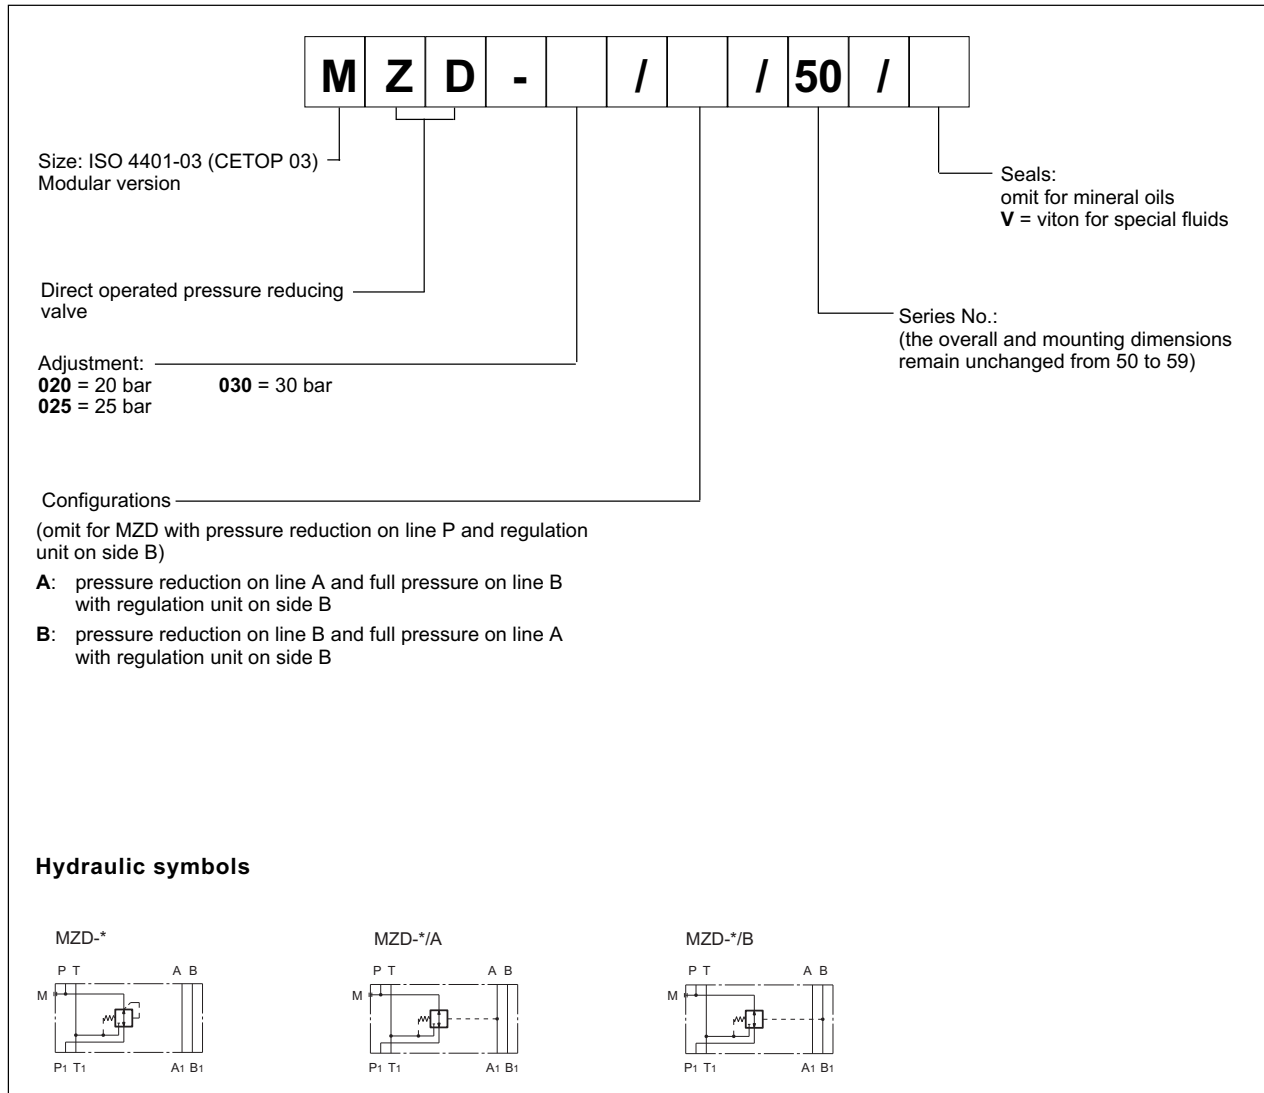 M Z D - / / 50 /
Size: ISO 4401-03 (CETOP 03)
Modular version
Seals:
omit for mineral oils
V = viton for special fluids
Direct operated pressure reducing
valve
Series No.:
(the overall and mounting dimensions
remain unchanged from 50 to 59)
Adjustment:
020 = 20 bar 030 = 30 bar
025 = 25 bar
Configurations
(omit for MZD with pressure reduction on line P and regulation
unit on side B)
A: pressure reduction on line A and full pressure on line B
with regulation unit on side B
B: pressure reduction on line B and full pressure on line A
with regulation unit on side B
Hydraulic symbols
MZD-*
P T A B
M
P1 T1 A1 B1
MZD-*/A
P T A B
M
P1 T1 A1 B1
MZD-*/B
P T A B
M
P1 T1 A1 B1